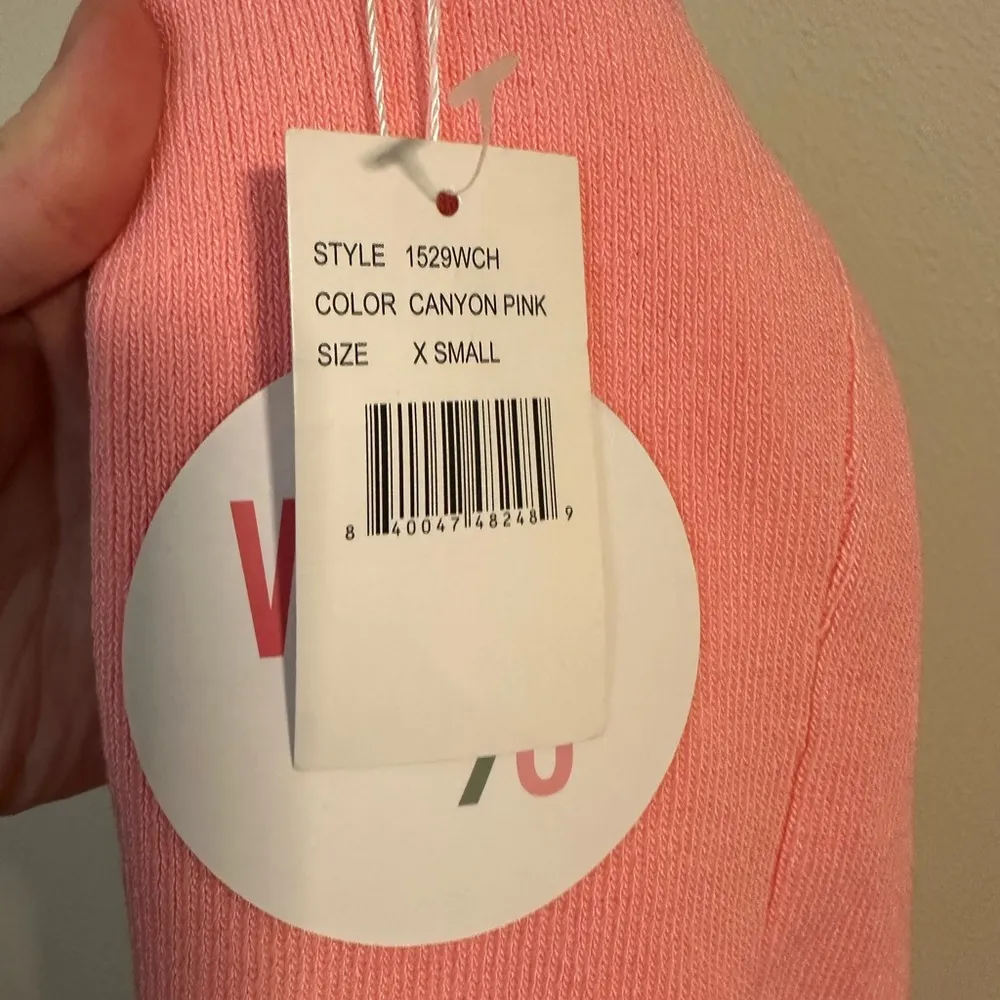 STYLE 1529WCH
COLOR CANYON PINK
SIZE X SMALL
8 40047 48248 9
W